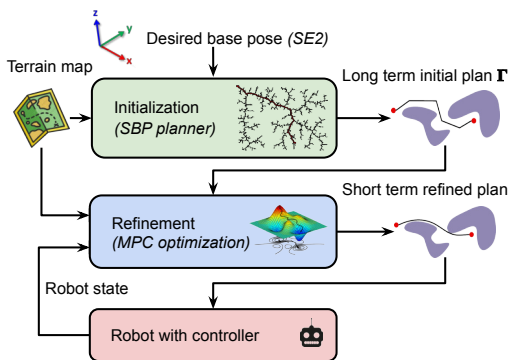 z
y
x
Desired base pose (SE2)
Terrain map
Initialization
(SBP planner)
Long term initial plan Γ
Refinement
(MPC optimization)
Short term refined plan
Robot state
Robot with controller